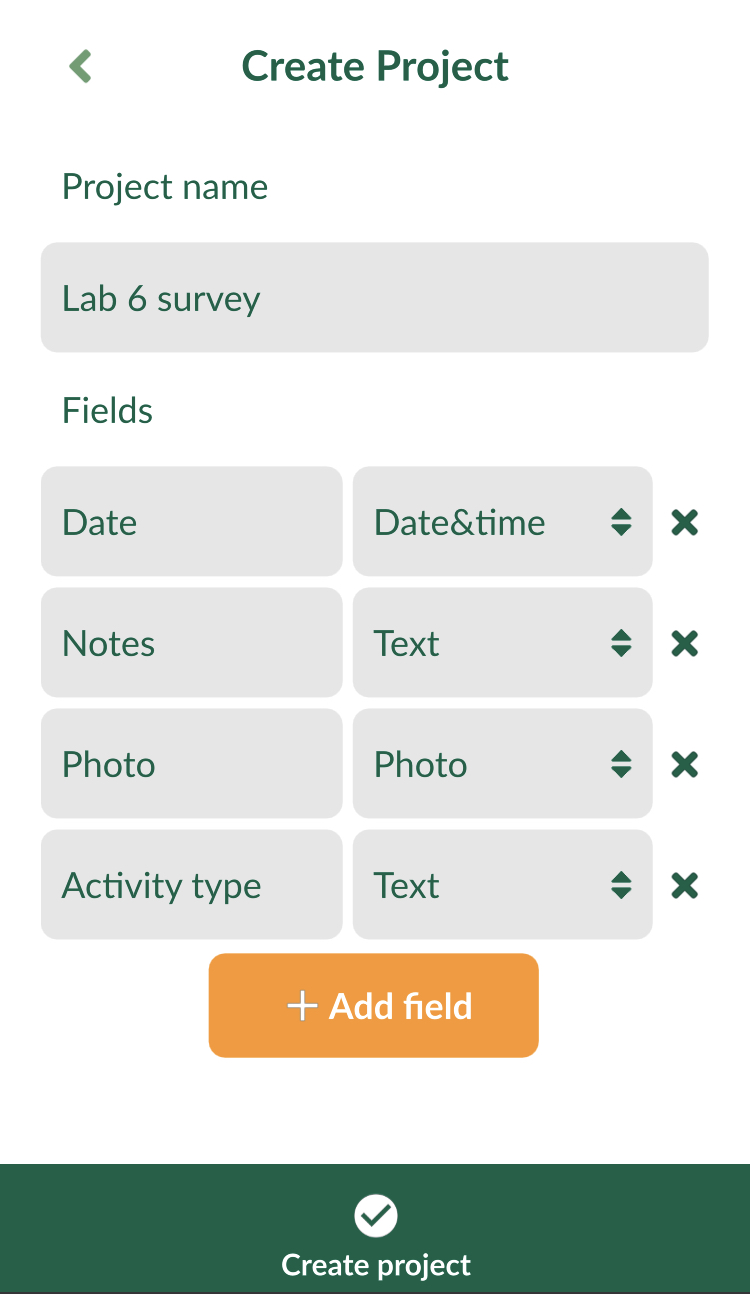 Create Project
Project name
Lab 6 survey
Fields
Date Date&time
Notes Text
Photo Photo
Activity type Text
Add field
Create project